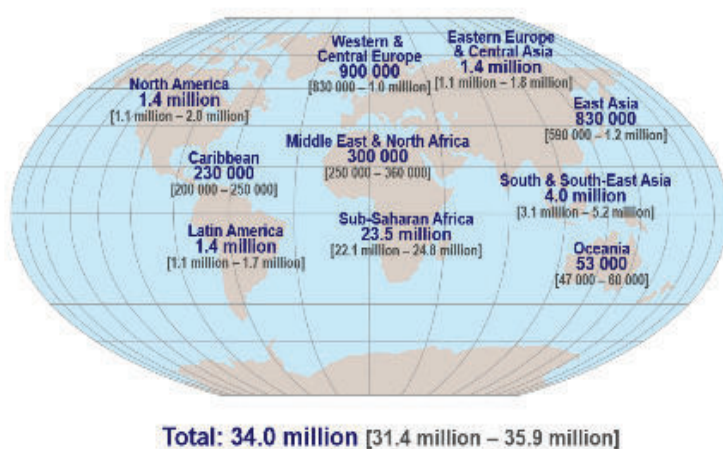 Western &
Central Europe
900 000
[830 000 – 1.0 million]
Eastern Europe
& Central Asia
1.4 million
[1.1 million – 1.8 million]
North America
1.4 million
[1.1 million – 2.0 million]
East Asia
830 000
[590 000 – 1.2 million]
Middle East & North Africa
300 000
[250 000 – 360 000]
Caribbean
230 000
[200 000 – 250 000]
South & South-East Asia
4.0 million
[3.1 million – 5.2 million]
Sub-Saharan Africa
23.5 million
[22.1 million – 24.8 million]
Latin America
1.4 million
[1.1 million – 1.7 million]
Oceania
53 000
[47 000 – 60 000]
Total: 34.0 million [31.4 million – 35.9 million]